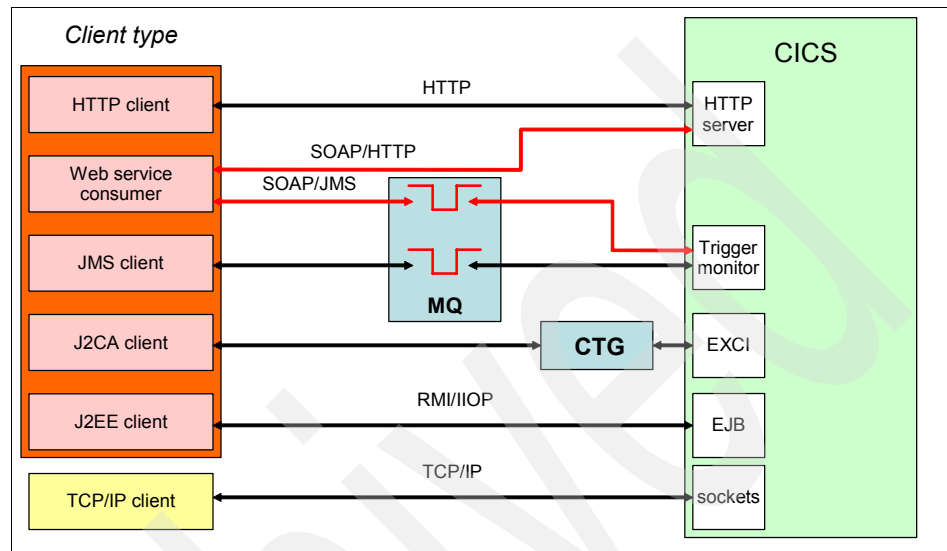 Client type
CICS
HTTP client
HTTP
HTTP
server
Web service
consumer
SOAP/HTTP
SOAP/JMS
JMS client
MQ
Trigger
monitor
J2CA client
CTG
EXCI
J2EE client
RMI/IIOP
EJB
TCP/IP client
TCP/IP
sockets